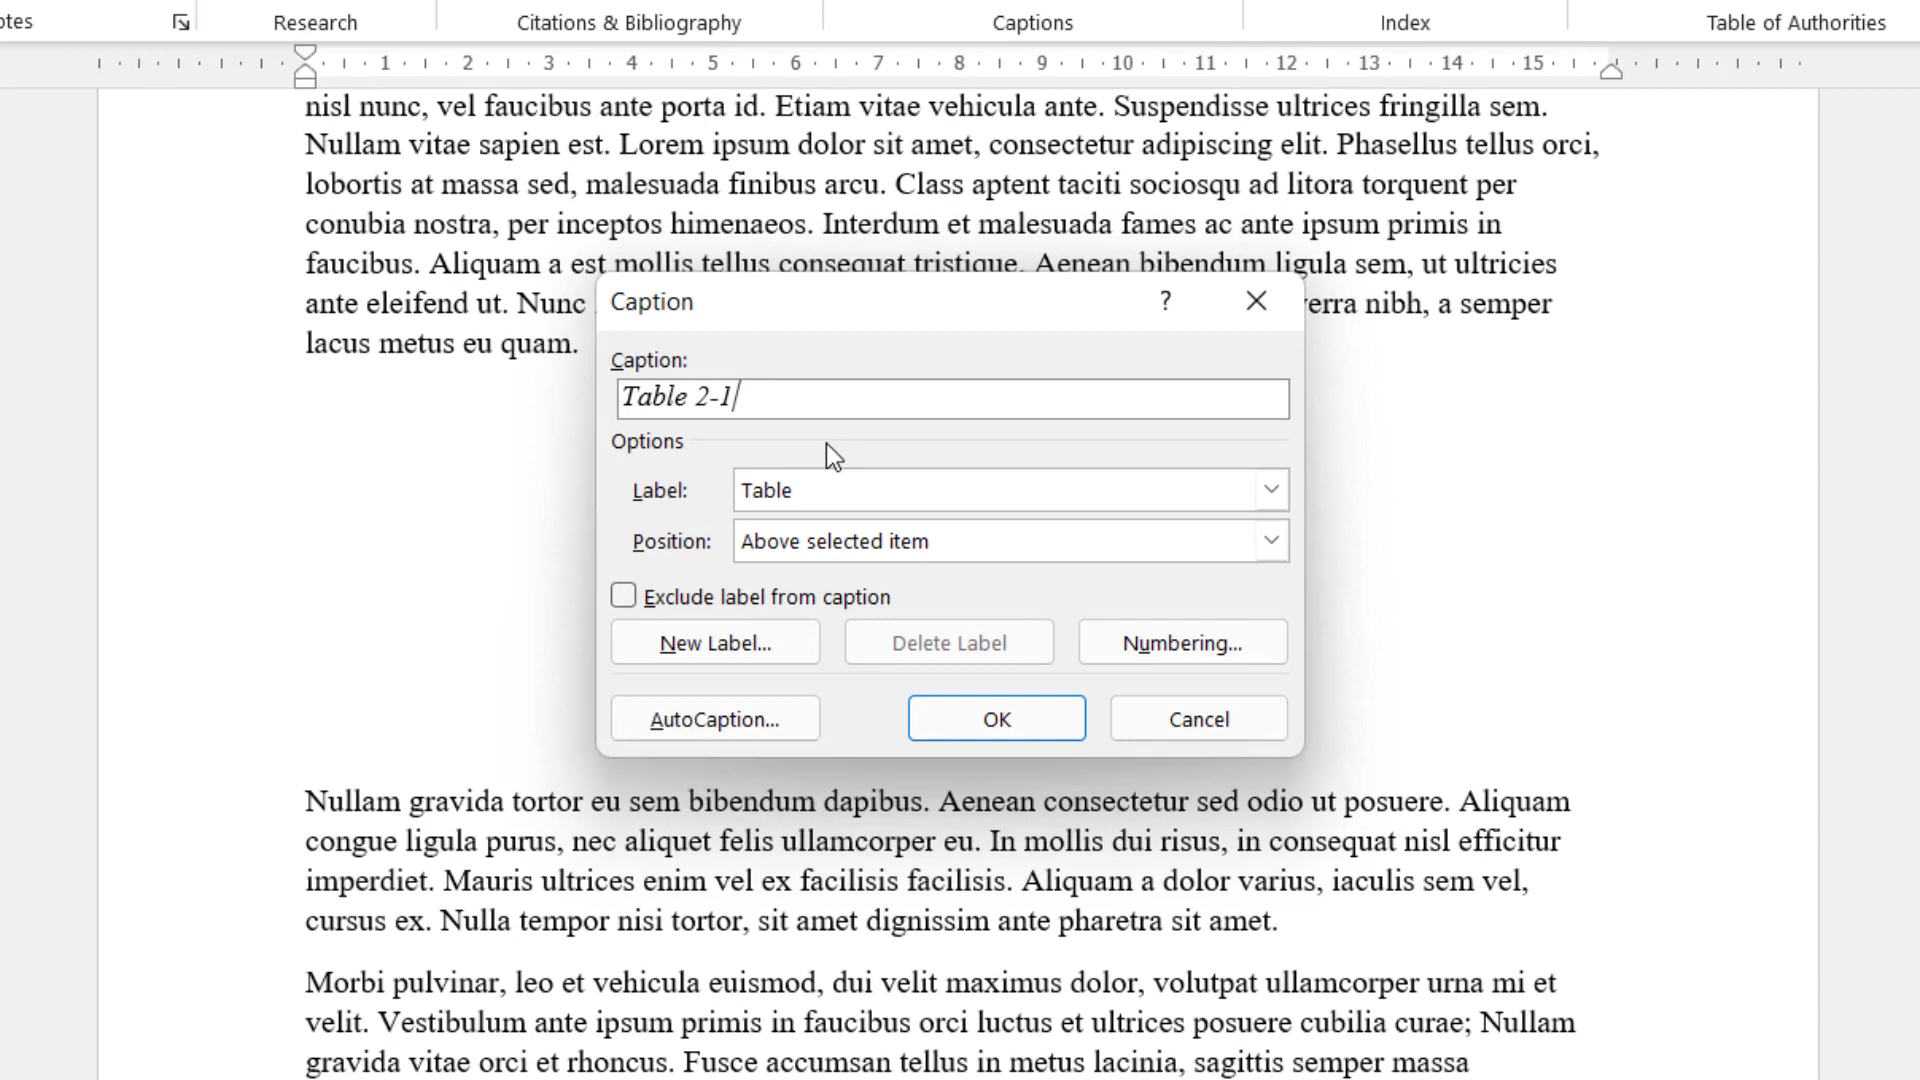 otes
Research
Citations & Bibliography
Captions
Index
Table of Authorities
1 2 3 4 5 6 7 8 9 10 11 12 13 14 15
nisl nunc, vel faucibus ante porta id. Etiam vitae vehicula ante. Suspendisse ultrices fringilla sem.
Nullam vitae sapien est. Lorem ipsum dolor sit amet, consectetur adipiscing elit. Phasellus tellus orci,
lobortis at massa sed, malesuada finibus arcu. Class aptent taciti sociosqu ad litora torquent per
conubia nostra, per inceptos himenaeos. Interdum et malesuada fames ac ante ipsum primis in
faucibus. Aliquam a est mollis tellus consequat tristique. Aenean bibendum ligula sem, ut ultricies
ante eleifend ut. Nunc verra nibh, a semper
lacus metus eu quam.
Caption ?
Caption:
Table 2-1
Options
Label: Table
Position: Above selected item
Exclude label from caption
New Label... Delete Label Numbering...
AutoCaption... OK Cancel
Nullam gravida tortor eu sem bibendum dapibus. Aenean consectetur sed odio ut posuere. Aliquam
congue ligula purus, nec aliquet felis ullamcorper eu. In mollis dui risus, in consequat nisl efficitur
imperdiet. Mauris ultrices enim vel ex facilisis facilisis. Aliquam a dolor varius, iaculis sem vel,
cursus ex. Nulla tempor nisi tortor, sit amet dignissim ante pharetra sit amet.
Morbi pulvinar, leo et vehicula euismod, dui velit maximus dolor, volutpat ullamcorper urna mi et
velit. Vestibulum ante ipsum primis in faucibus orci luctus et ultrices posuere cubilia curae; Nullam
gravida vitae orci et rhoncus. Fusce accumsan tellus in metus lacinia, sagittis semper massa